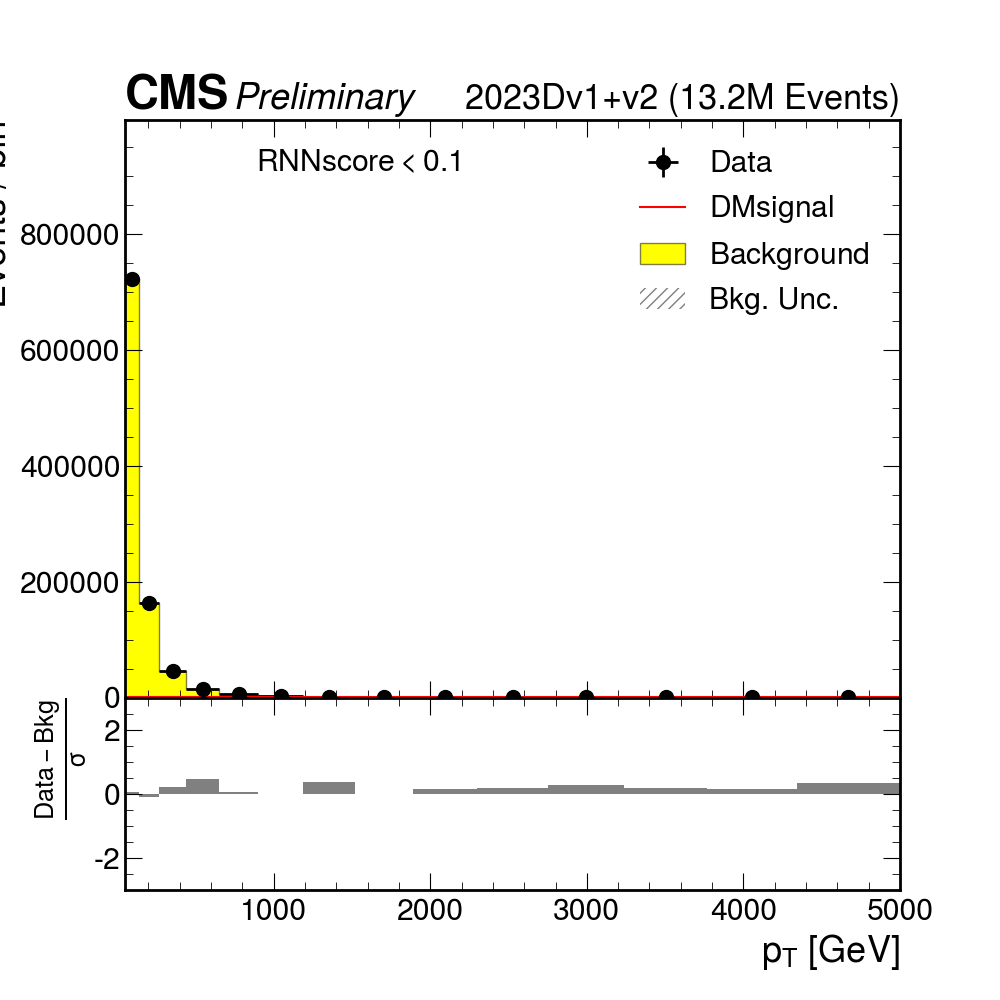 CMS Preliminary 2023Dv1+v2 (13.2M Events)
RNNscore < 0.1
Data
DMsignal
Background
Bkg. Unc.
800000
600000
400000
200000
0
Data – Bkg
σ
2
0
-2
1000 2000 3000 4000 5000
pT [GeV]